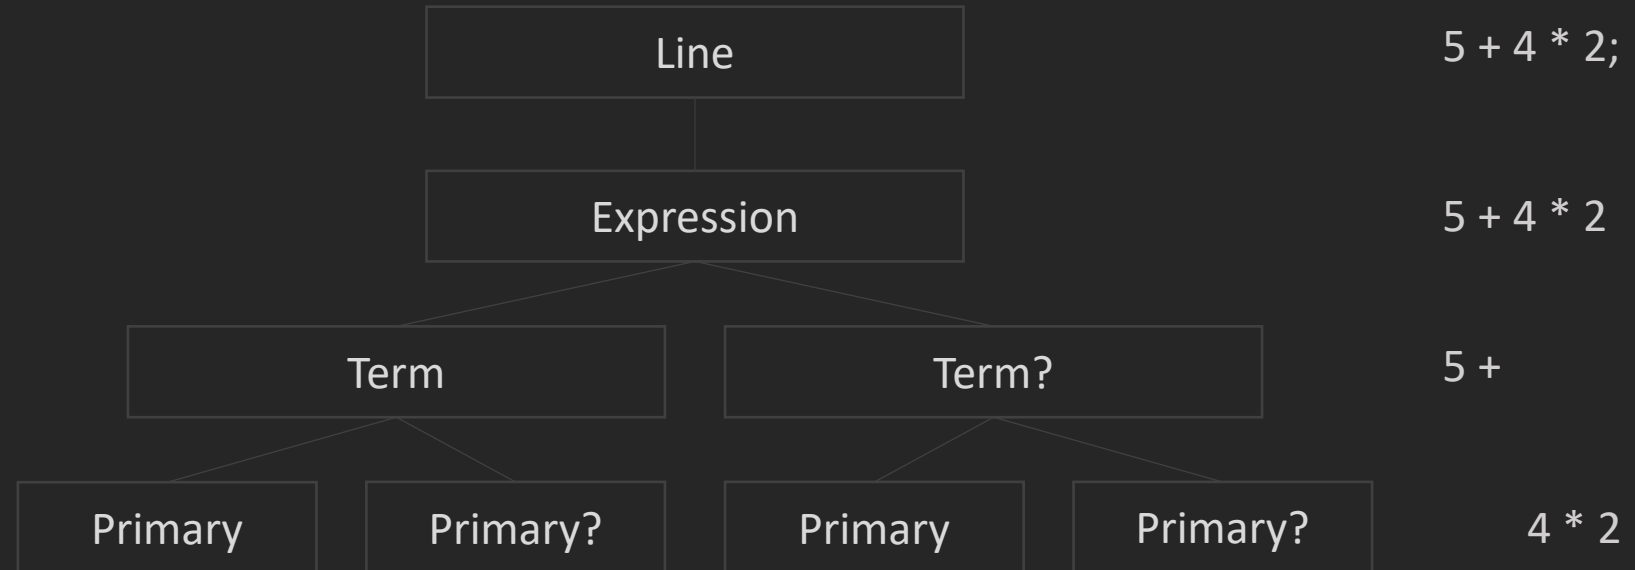 Line 5 + 4 * 2;
Expression 5 + 4 * 2
Term Term? 5 +
Primary Primary? Primary Primary? 4 * 2